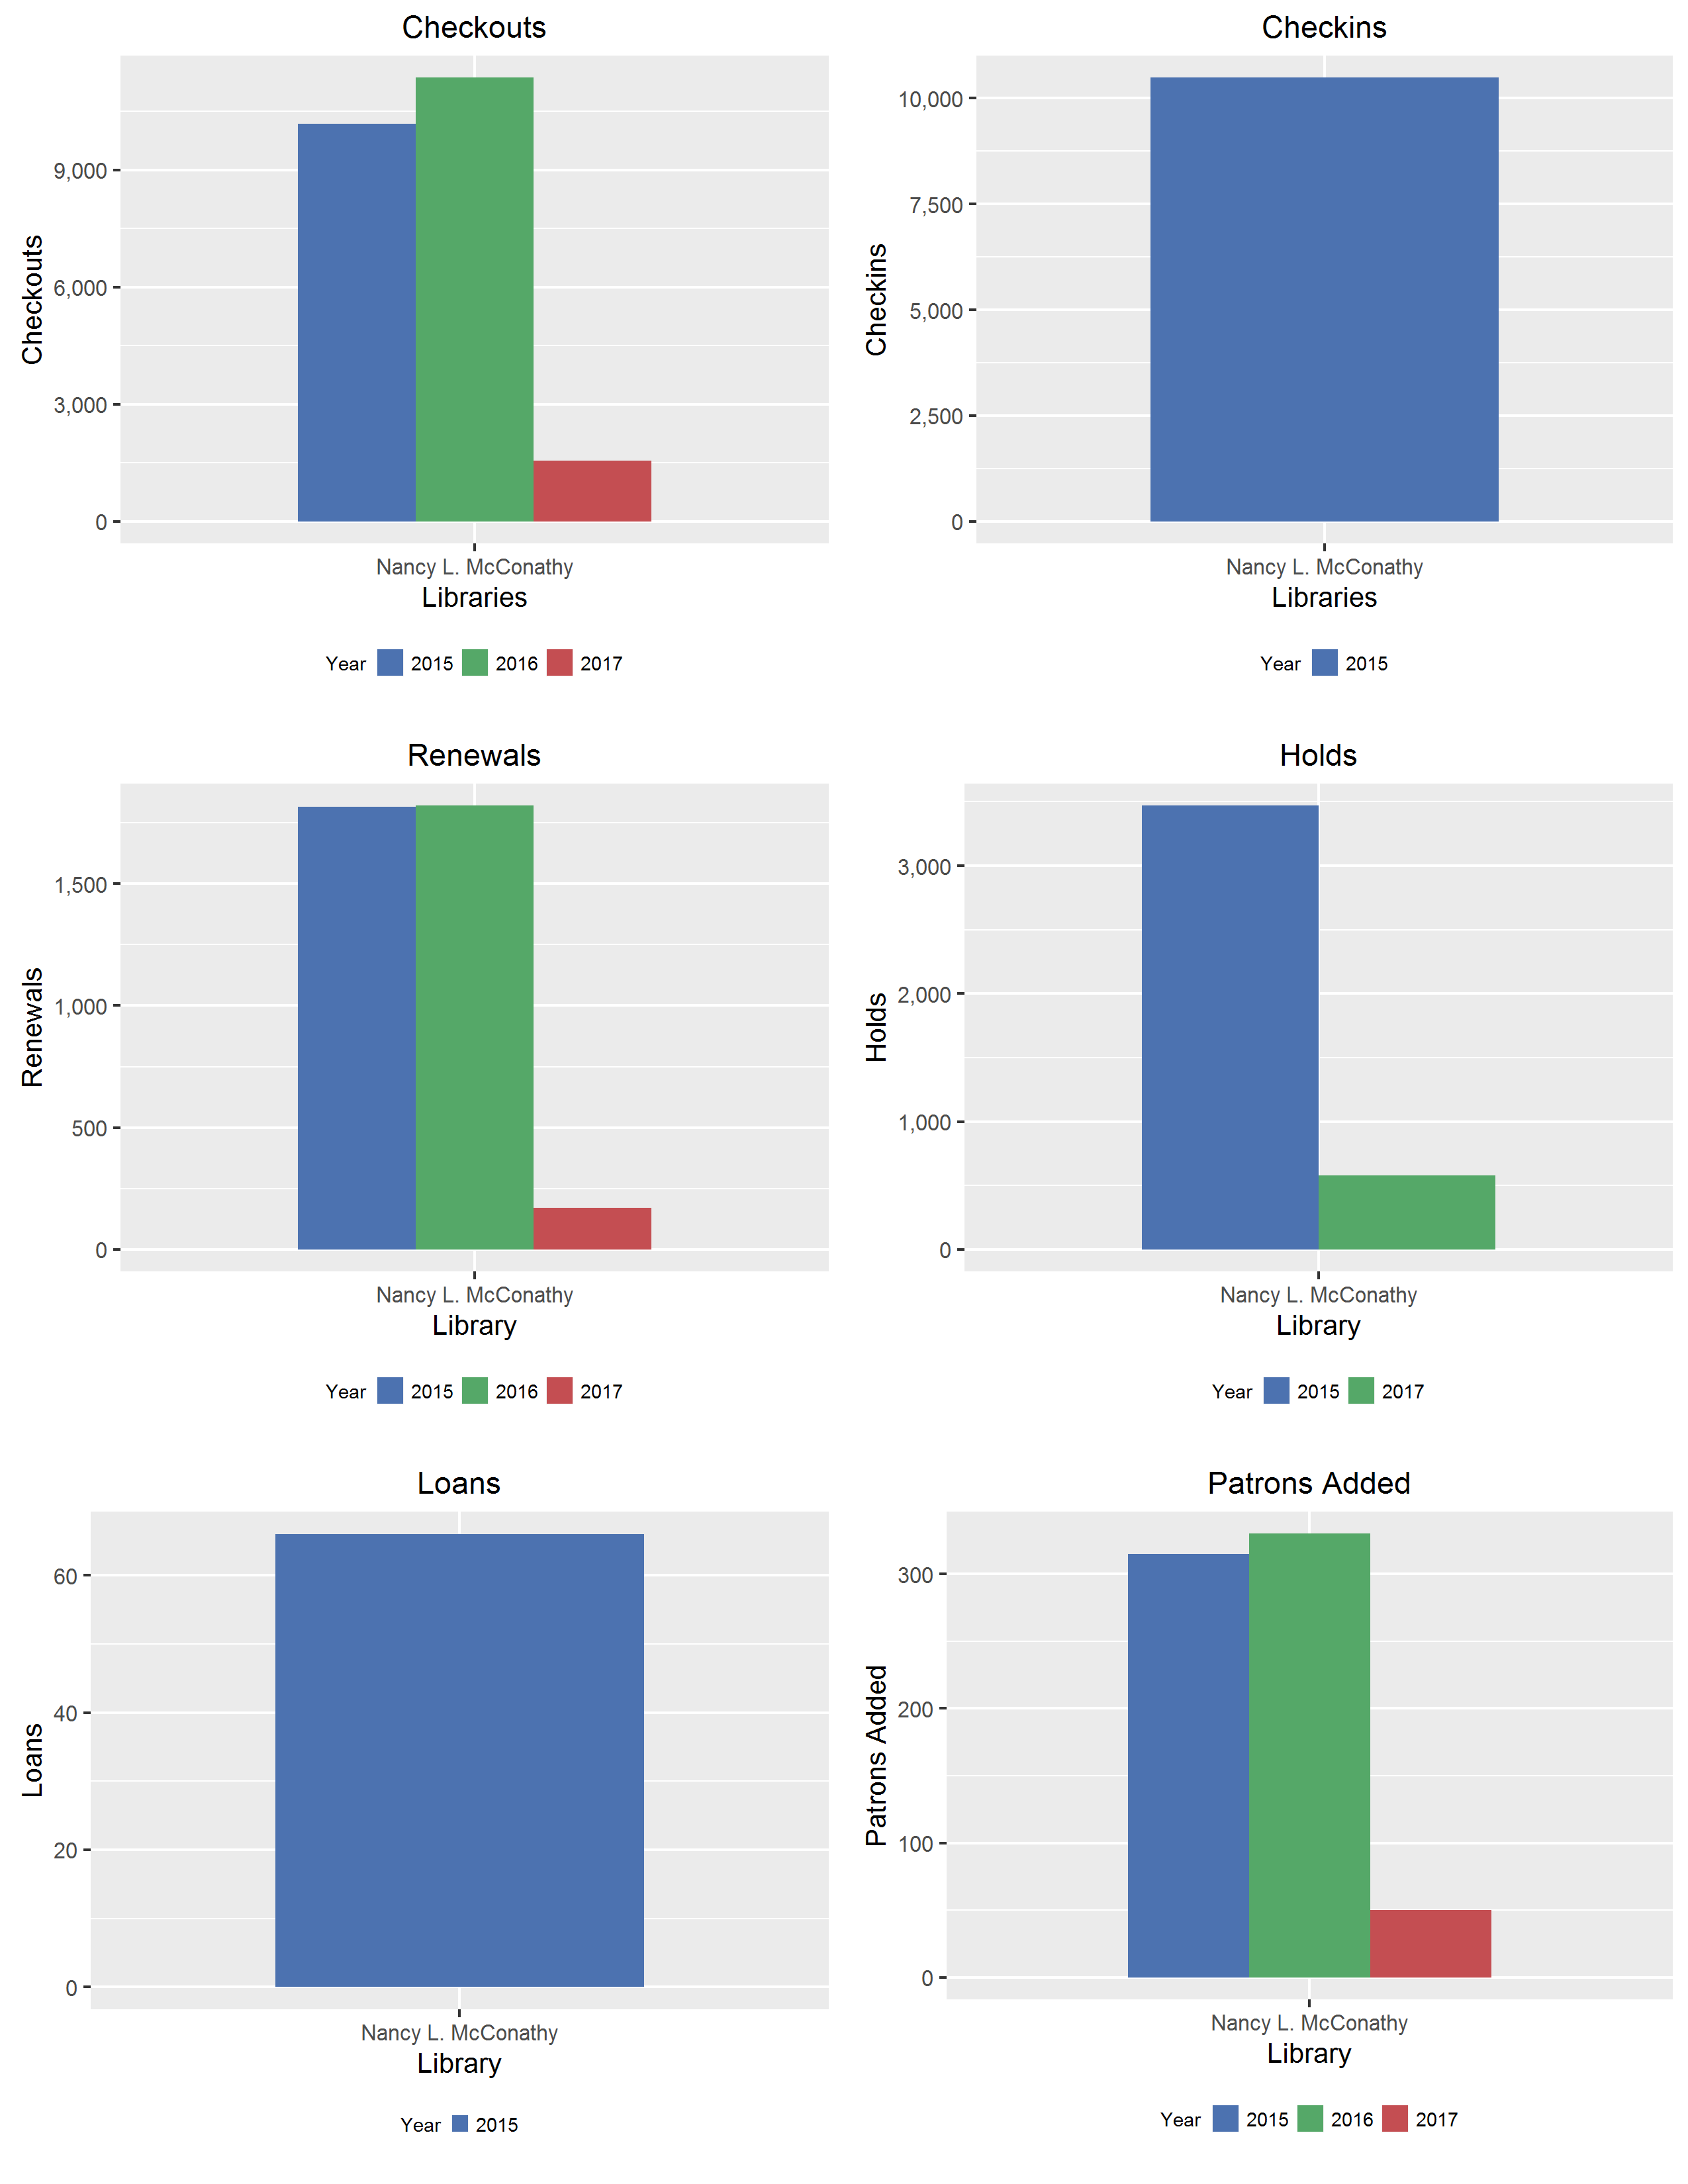 Checkouts
Checkouts
9,000
6,000
3,000
0
Nancy L. McConathy
Libraries
Year 2015 2016 2017
Checkins
Checkins
10,000
7,500
5,000
2,500
0
Nancy L. McConathy
Libraries
Year 2015
Renewals
Renewals
1,500
1,000
500
0
Nancy L. McConathy
Library
Year 2015 2016 2017
Holds
Holds
3,000
2,000
1,000
0
Nancy L. McConathy
Library
Year 2015 2017
Loans
Loans
60
40
20
0
Nancy L. McConathy
Library
Year 2015
Patrons Added
Patrons Added
300
200
100
0
Nancy L. McConathy
Library
Year 2015 2016 2017